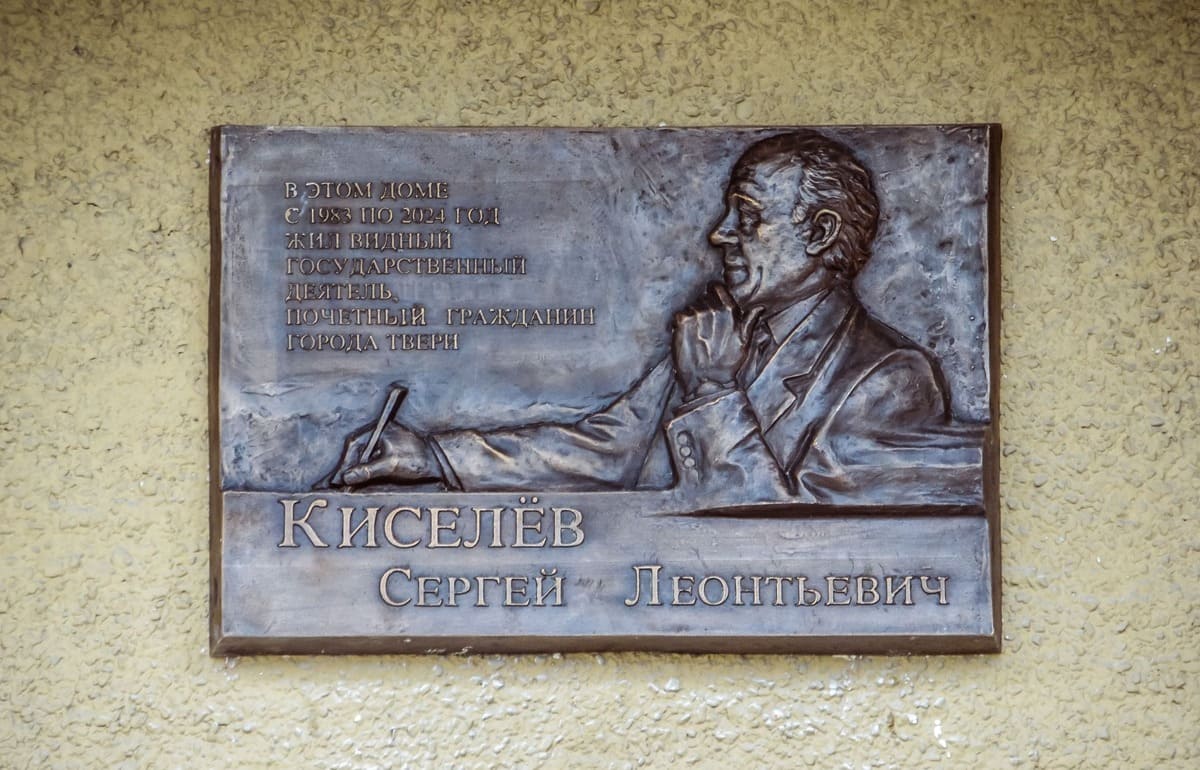 В ЭТОМ ДОМЕ
С 1983 ПО 2024 ГОД
ЖИЛ ВИДНЫЙ
ГОСУДАРСТВЕННЫЙ
ДЕЯТЕЛЬ,
ПОЧЕТНЫЙ ГРАЖДАНИН
ГОРОДА ТВЕРИ
КИСЕЛЁВ
СЕРГЕЙ ЛЕОНТЬЕВИЧ